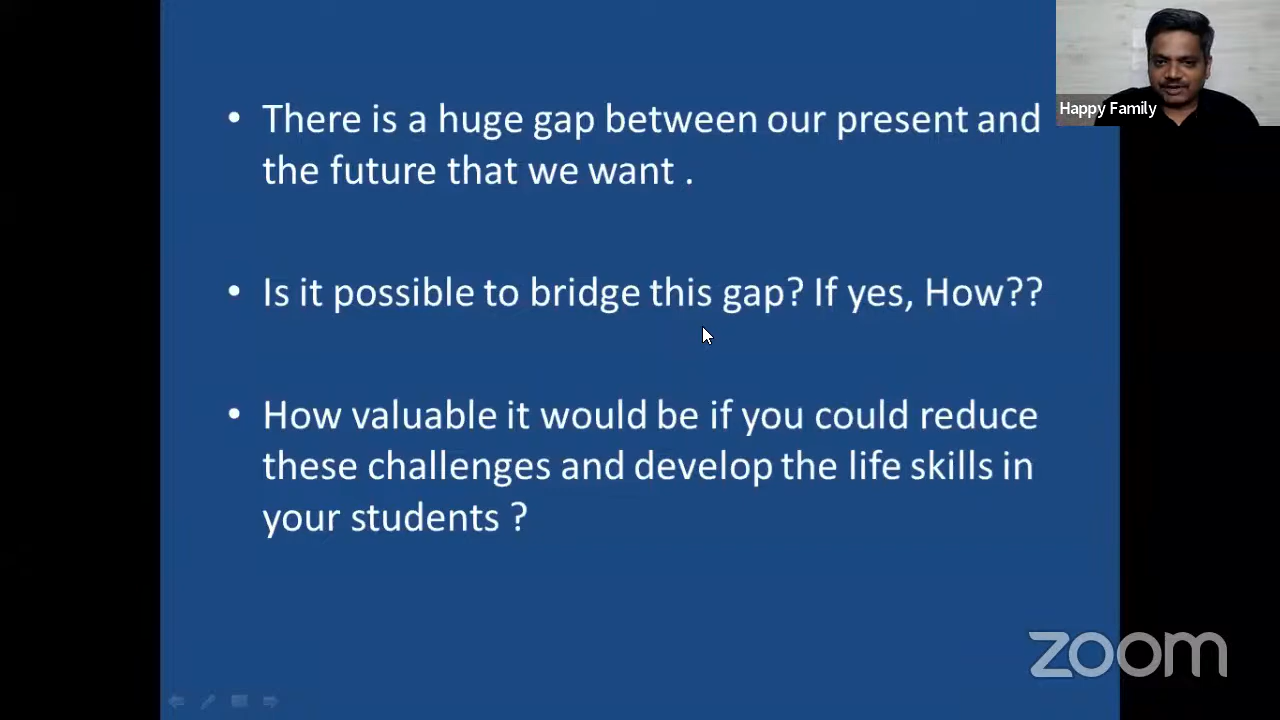 • There is a huge gap between our present and
the future that we want .
• Is it possible to bridge this gap? If yes, How??
• How valuable it would be if you could reduce
these challenges and develop the life skills in
your students ?
Happy Family
zoom